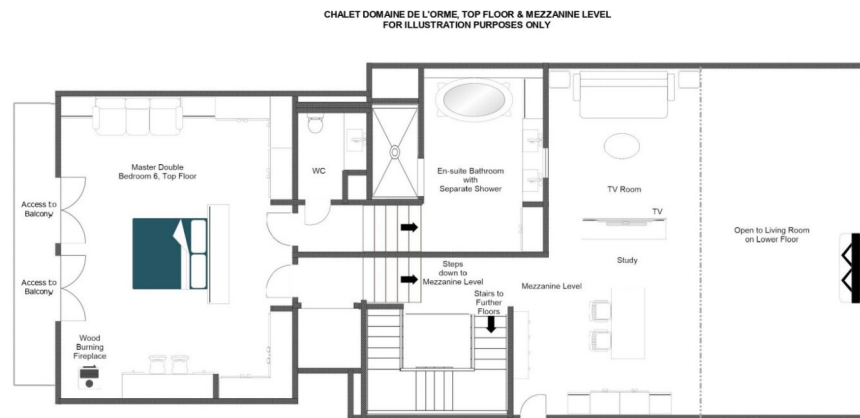 CHALET DOMAINE DE L'ORME, TOP FLOOR & MEZZANINE LEVEL
FOR ILLUSTRATION PURPOSES ONLY
Master Double
Bedroom 6, Top Floor
WC
En-suite Bathroom
with
Separate Shower
TV Room
TV
Open to Living Room
on Lower Floor
Access to
Balcony
Access to
Balcony
Steps
down to
Mezzanine Level
Study
Mezzanine Level
Stairs to
Further
Floors
Wood
Burning
Fireplace